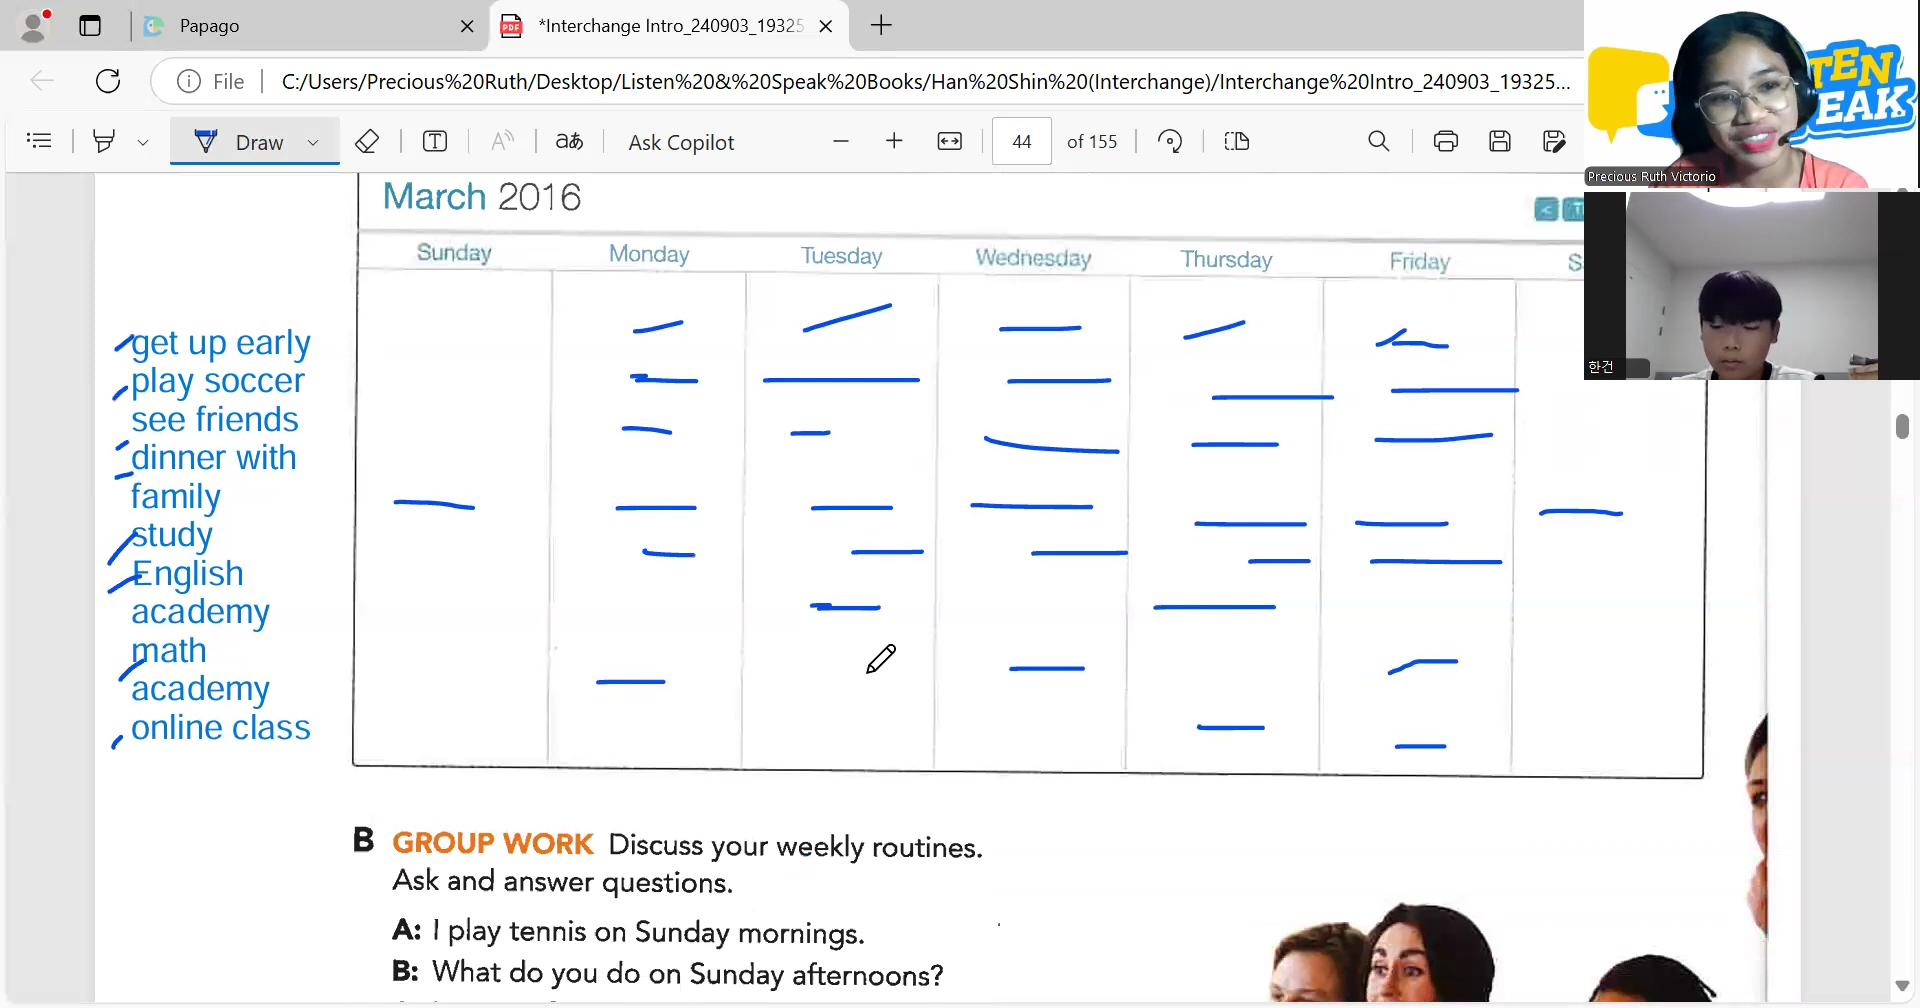 Papago
*Interchange Intro_240903_19325
File
C:/Users/Precious%20Ruth/Desktop/Listen%20&%20Speak%20Books/Han%20Shin%20(Interchange)/Interchange%20Intro_240903_19325...
Draw
Ask Copilot
44 of 155
TEN
EAK
Precious Ruth Victorio
한건
March 2016
Sunday Monday Tuesday Wednesday Thursday Friday S
get up early
play soccer
see friends
dinner with
family
study
English
academy
math
academy
online class
B GROUP WORK Discuss your weekly routines.
Ask and answer questions.
A: I play tennis on Sunday mornings.
B: What do you do on Sunday afternoons?